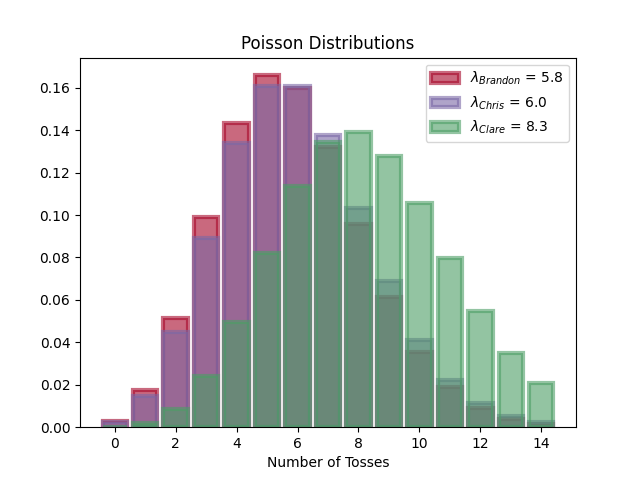 Poisson Distributions
λBrandon = 5.8
λChris = 6.0
λClare = 8.3
0.16
0.14
0.12
0.10
0.08
0.06
0.04
0.02
0.00
0 2 4 6 8 10 12 14
Number of Tosses